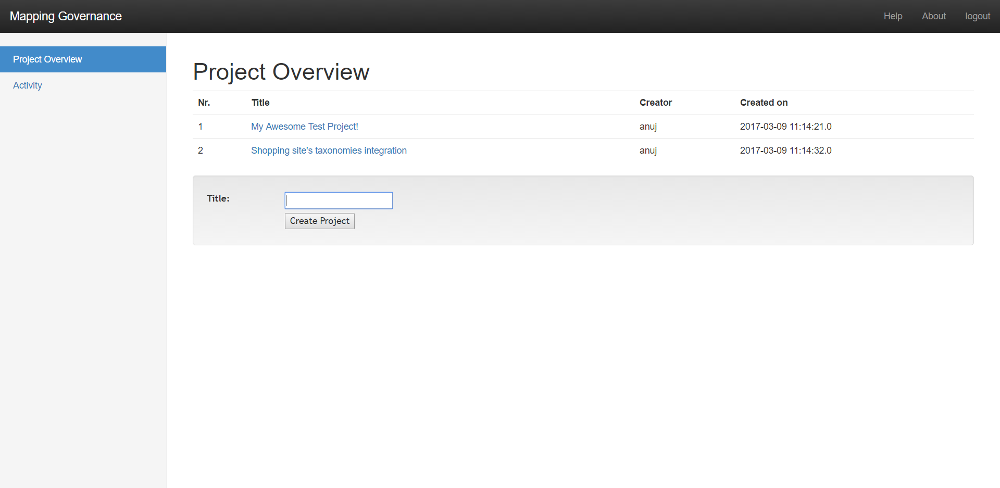 Mapping Governance Help About logout
Project Overview
Activity
Project Overview
Nr. Title Creator Created on
1 My Awesome Test Project! anuj 2017-03-09 11:14:21.0
2 Shopping site's taxonomies integration anuj 2017-03-09 11:14:32.0
Title:
Create Project